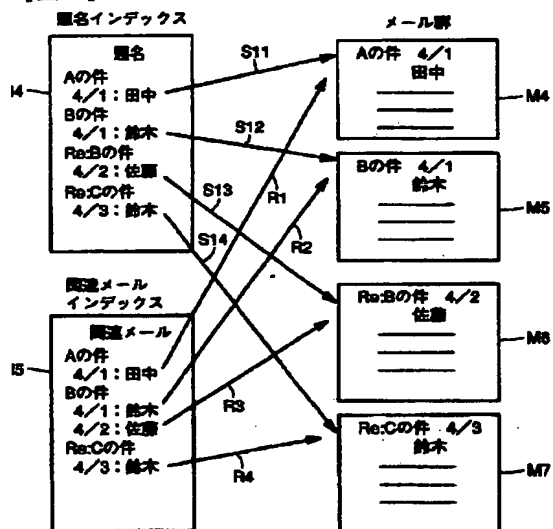 題名インデックス
題名
Aの件
4/1:田中
Bの件
4/1:鈴木
Re:Bの件
4/2:佐藤
Re:Cの件
4/3:鈴木
I4
関連メール
インデックス
関連メール
Aの件
4/1:田中
Bの件
4/1:鈴木
4/2:佐藤
Re:Cの件
4/3:鈴木
I5
S11
S12
S13
S14
R1
R2
R3
R4
メール群
Aの件 4/1
田中
M4
Bの件 4/1
鈴木
M5
Re:Bの件 4/2
佐藤
M6
Re:Cの件 4/3
鈴木
M7